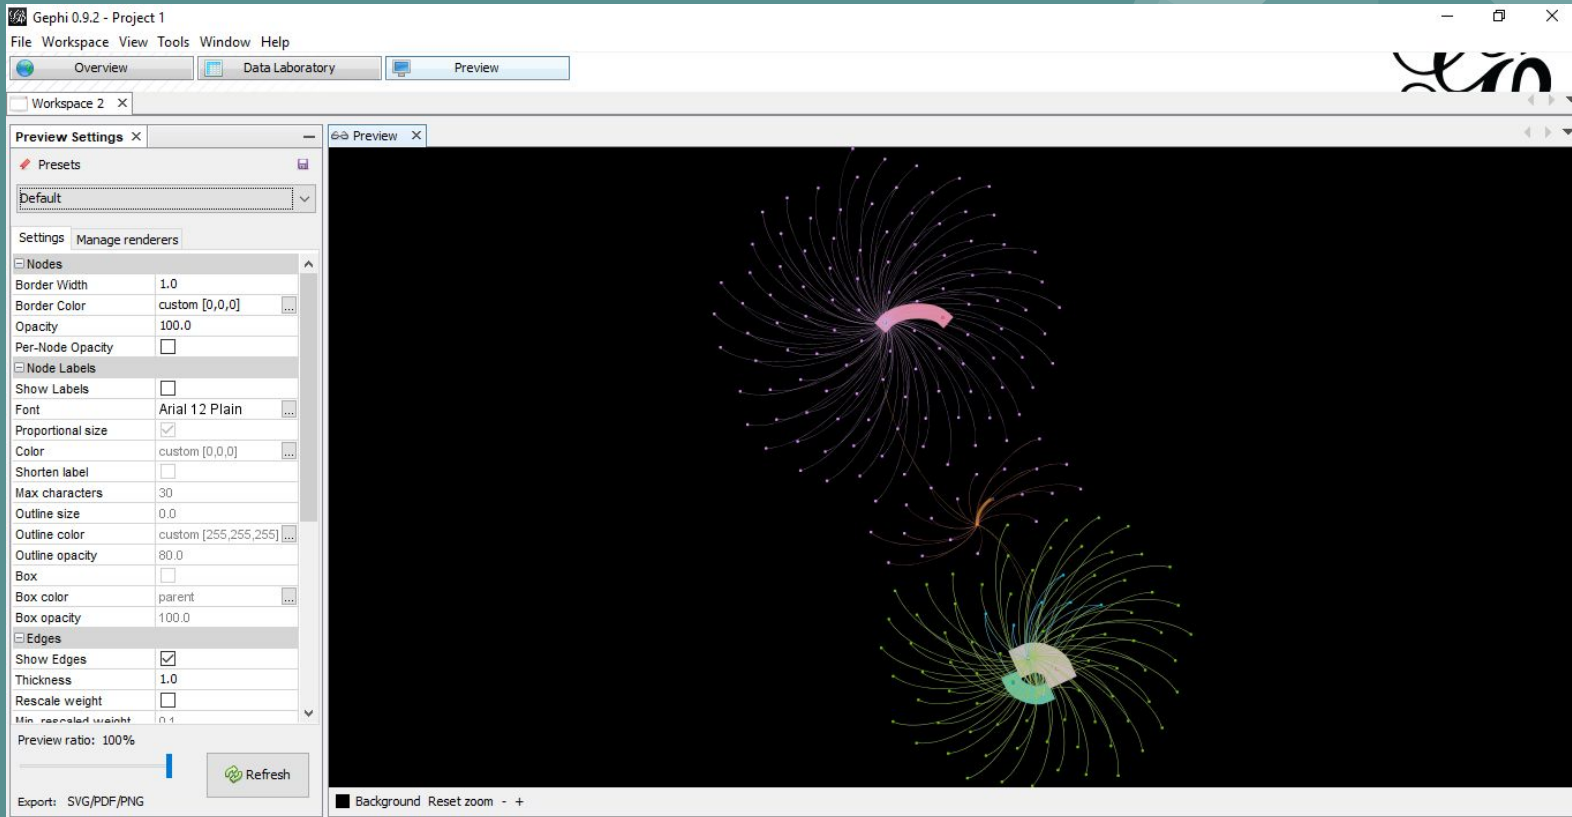 Gephi 0.9.2 - Project 1
File Workspace View Tools Window Help
Overview Data Laboratory Preview
Workspace 2
Preview Settings
Preview
Presets
Default
Settings Manage renderers
Nodes
Border Width 1.0
Border Color custom [0,0,0] ...
Opacity 100.0
Per-Node Opacity
Node Labels
Show Labels
Font Arial 12 Plain ...
Proportional size
Color custom [0,0,0] ...
Shorten label
Max characters 30
Outline size 0.0
Outline color custom [255,255,255] ...
Outline opacity 80.0
Box
Box color parent ...
Box opacity 100.0
Edges
Show Edges
Thickness 1.0
Rescale weight
Min. rescaled weight 0.1
Preview ratio: 100%
Refresh
Export: SVG/PDF/PNG
Background Reset zoom - +